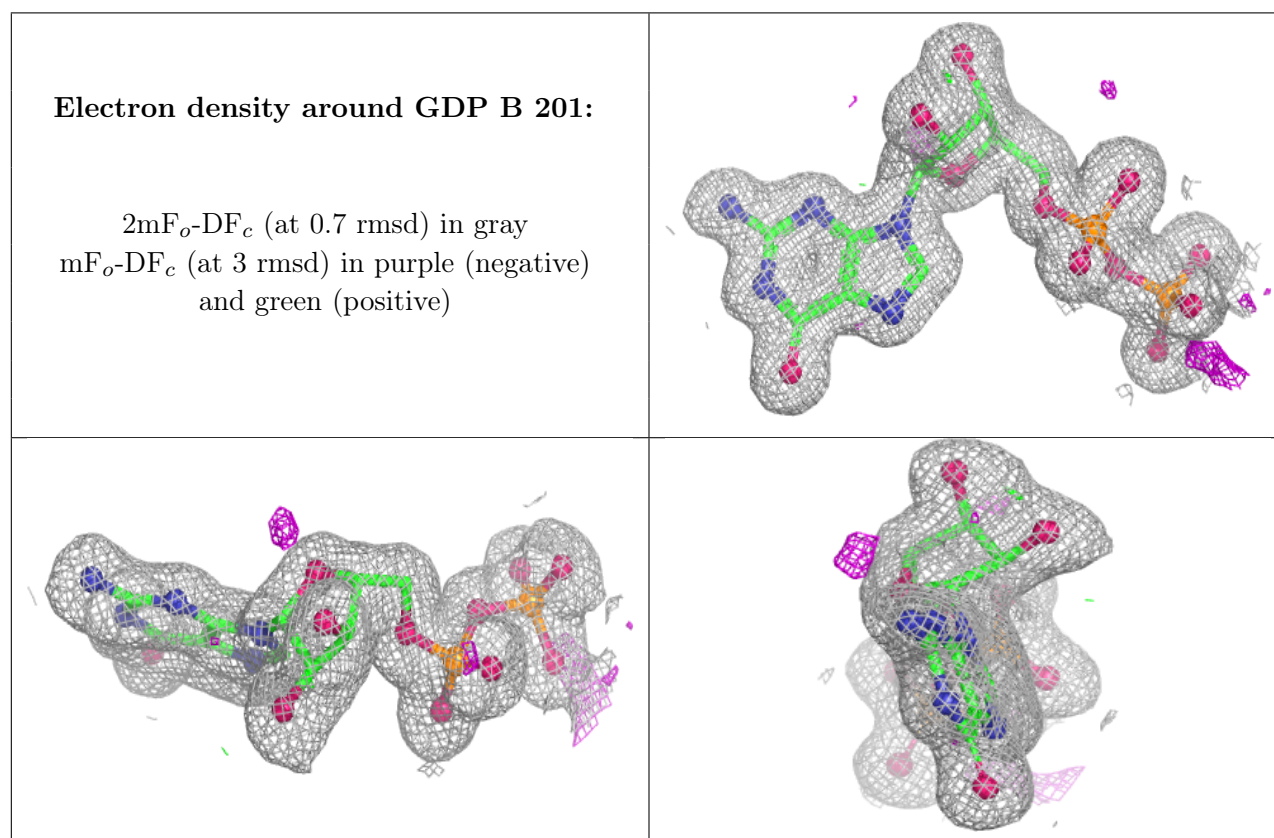 Electron density around GDP B 201:
2mFo-DFc (at 0.7 rmsd) in gray
mFo-DFc (at 3 rmsd) in purple (negative)
and green (positive)